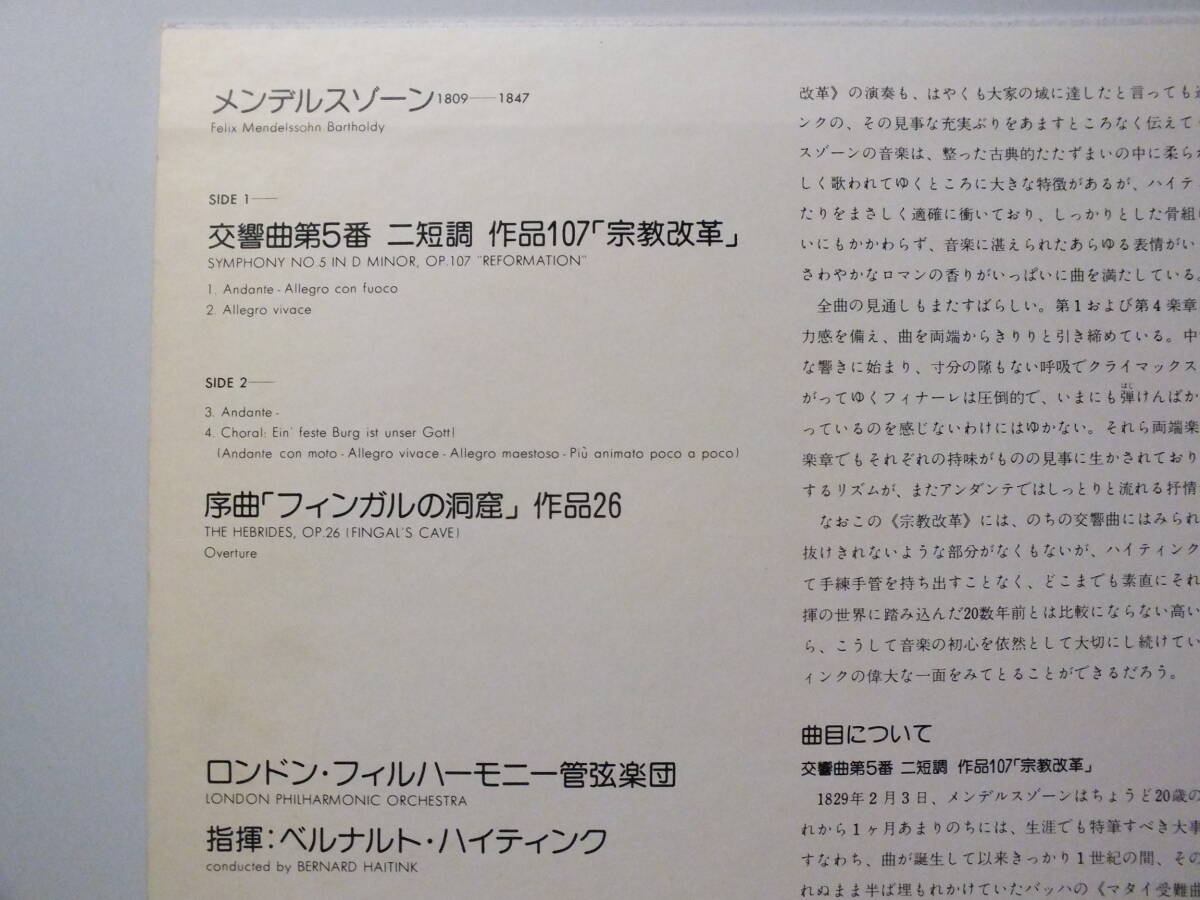 メンデルスゾーン1809—1847
Felix Mendelssohn Bartholdy
SIDE 1—
交響曲第5番 ニ短調 作品107「宗教改革」
SYMPHONY NO.5 IN D MINOR, OP.107 "REFORMATION"
1. Andante - Allegro con fuoco
2. Allegro vivace
SIDE 2—
3. Andante -
4. Choral: Ein' feste Burg ist unser Gott!
(Andante con moto - Allegro vivace - Allegro maestoso - Più animato poco a poco)
序曲「フィンガルの洞窟」作品26
THE HEBRIDES, OP.26 (FINGAL'S CAVE)
Overture
ロンドン・フィルハーモニー管弦楽団
LONDON PHILHARMONIC ORCHESTRA
指揮：ベルナルト・ハイティンク
conducted by BERNARD HAITINK
改革》の演奏も、はやくも大家の域に達したと言っても
ンクの、その見事な充実ぶりをあますところなく伝えて
スゾーンの音楽は、整った古典的たたずまいの中に柔ら
しく歌われてゆくところに大きな特徴があるが、ハイテ
たりをまさしく適確に衝いており、しっかりとした骨組
いにもかかわらず、音楽に湛えられたあらゆる表情がい
さわやかなロマンの香りがいっぱいに曲を満たしている。
全曲の見通しもまたすばらしい。第1および第4楽章
力感を備え、曲を両端からきりりと引き締めている。中
な響きに始まり、寸分の隙もない呼吸でクライマックス
がってゆくフィナーレは圧倒的で、いまにも弾けんばか
っているのを感じないわけにはゆかない。それら両端楽
楽章でもそれぞれの持味がものの見事に生かされており
するリズムが、またアンダンテではしっとりと流れる抒情
なおこの《宗教改革》には、のちの交響曲にはみられ
抜けきれないような部分がなくもないが、ハイティンク
て手練手管を持ち出すことなく、どこまでも素直にそれ
揮の世界に踏み込んだ20数年前とは比較にならない高い
ら、こうして音楽の初心を依然として大切にし続けてい
ィンクの偉大な一面をみてとることができるだろう。
曲目について
交響曲第5番 ニ短調 作品107「宗教改革」
1829年2月3日、メンデルスゾーンはちょうど20歳の
れから1ヶ月あまりのちには、生涯でも特筆すべき大事
すなわち、曲が誕生して以来きっかり1世紀の間、その
れぬまま半ば埋もれかけていたバッハの《マタイ受難曲